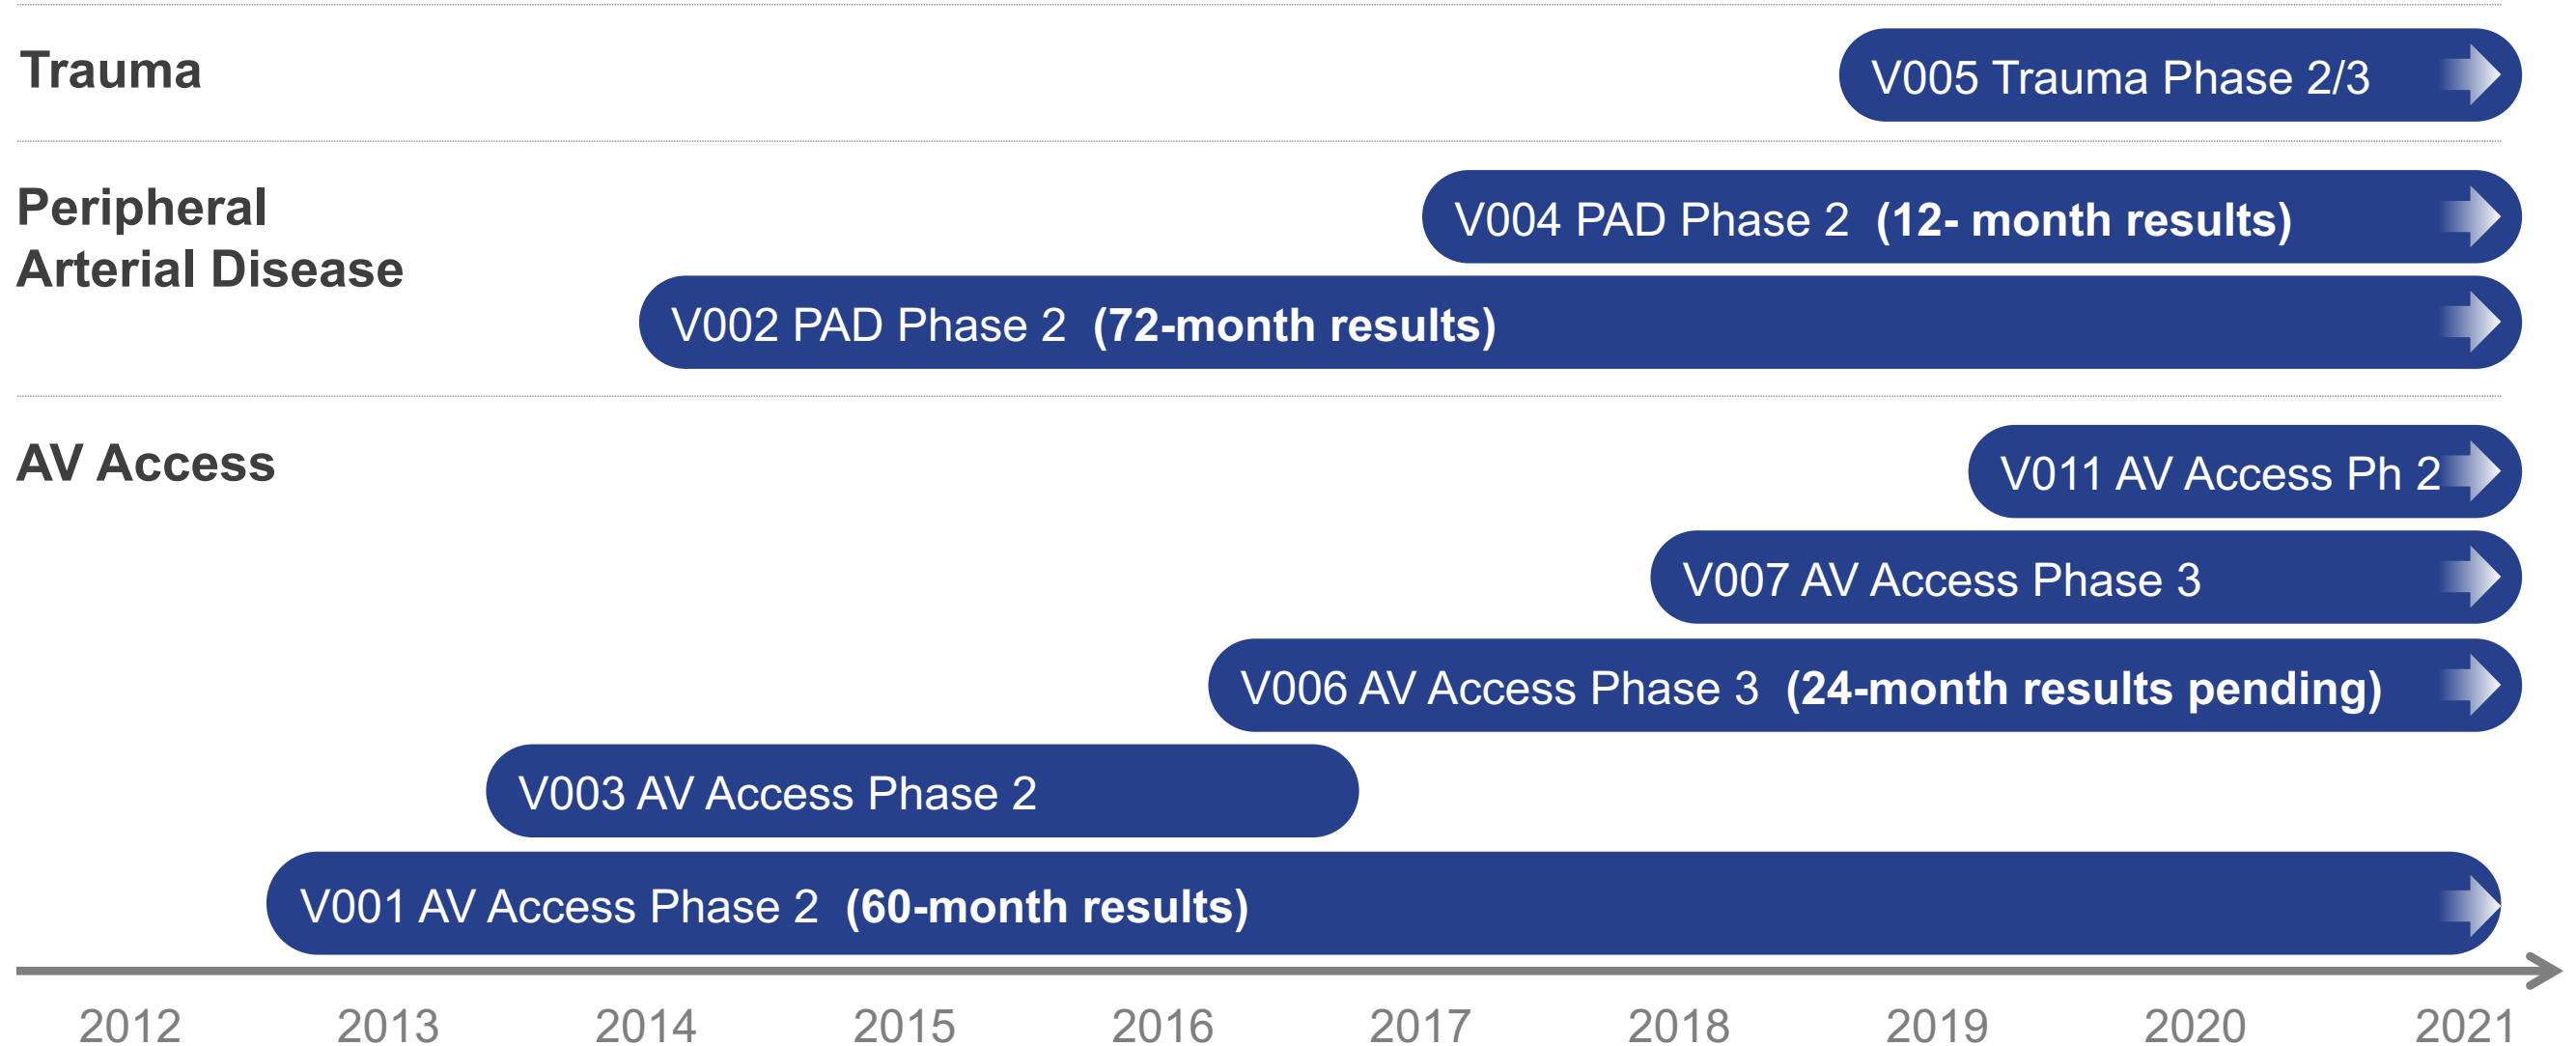 Trauma
V005 Trauma Phase 2/3
Peripheral
Arterial Disease
V004 PAD Phase 2 (12- month results)
V002 PAD Phase 2 (72-month results)
AV Access
V011 AV Access Ph 2
V007 AV Access Phase 3
V006 AV Access Phase 3 (24-month results pending)
V003 AV Access Phase 2
V001 AV Access Phase 2 (60-month results)
2012 2013 2014 2015 2016 2017 2018 2019 2020 2021